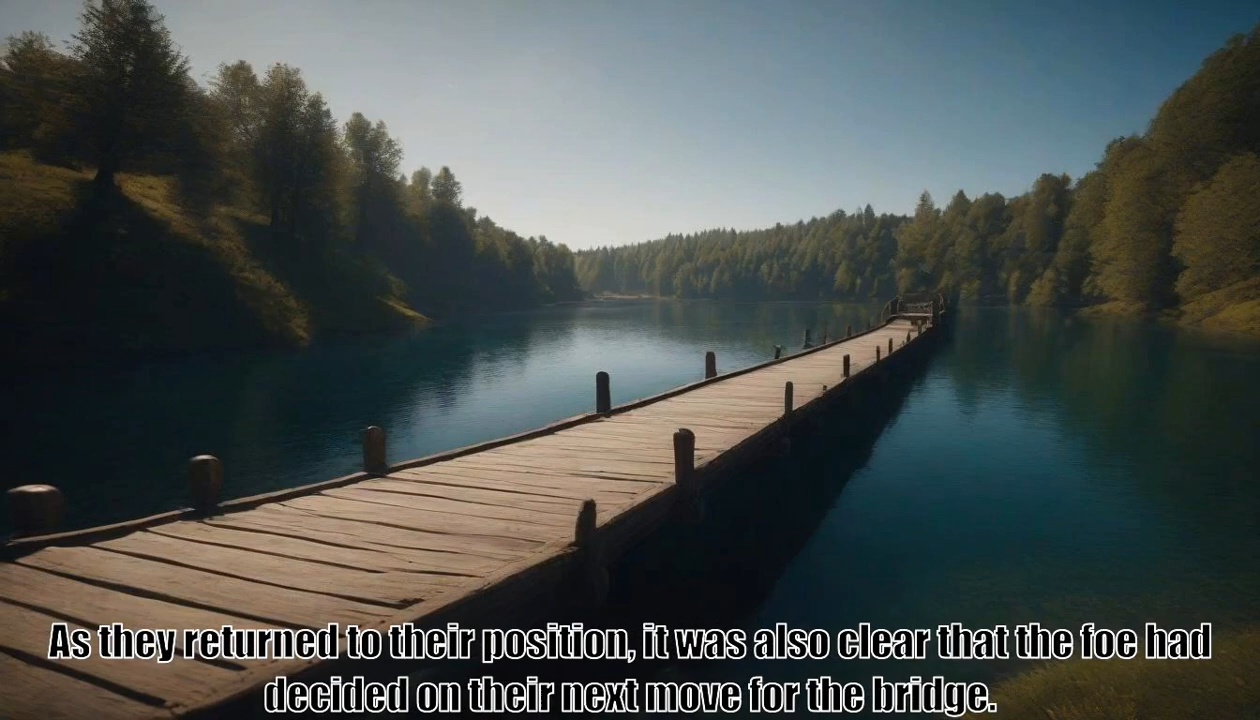 As they returned to their position, it was also clear that the foe had
decided on their next move for the bridge.